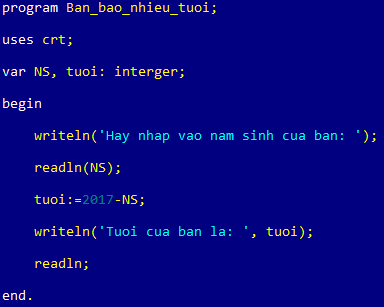 program Ban_bao_nhieu_tuoi;
uses crt;
var NS, tuoi: interger;
begin
writeln('Hay nhap vao nam sinh cua ban: ');
readln(NS);
tuoi:=2017-NS;
writeln('Tuoi cua ban la: ', tuoi);
readln;
end.